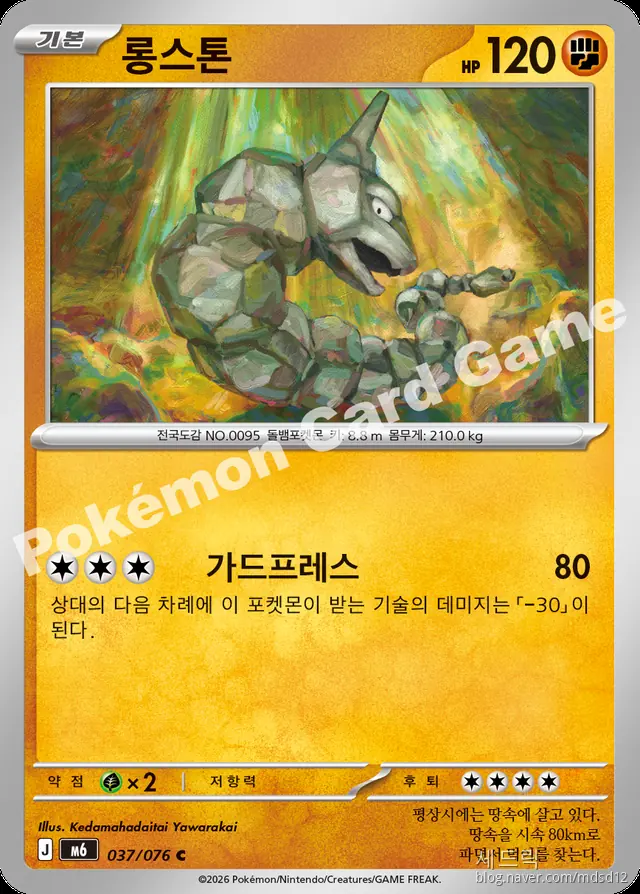 기본 롱스톤 HP 120
전국도감 NO.0095 돌뱀포켓몬 키: 8.8 m 몸무게: 210.0 kg
Pokémon Card Game
가드프레스 80
상대의 다음 차례에 이 포켓몬이 받는 기술의 데미지는 「-30」이
된다.
약점 ×2 저항력 후퇴
Illus. Kedamahadaitai Yawarakai
평상시에는 땅속에 살고 있다.
땅속을 시속 80km로
파면서 먹이를 찾는다.
J M6 037/076 C
세드릭
blog.naver.com/mdsd12
©2026 Pokémon/Nintendo/Creatures/GAME FREAK.